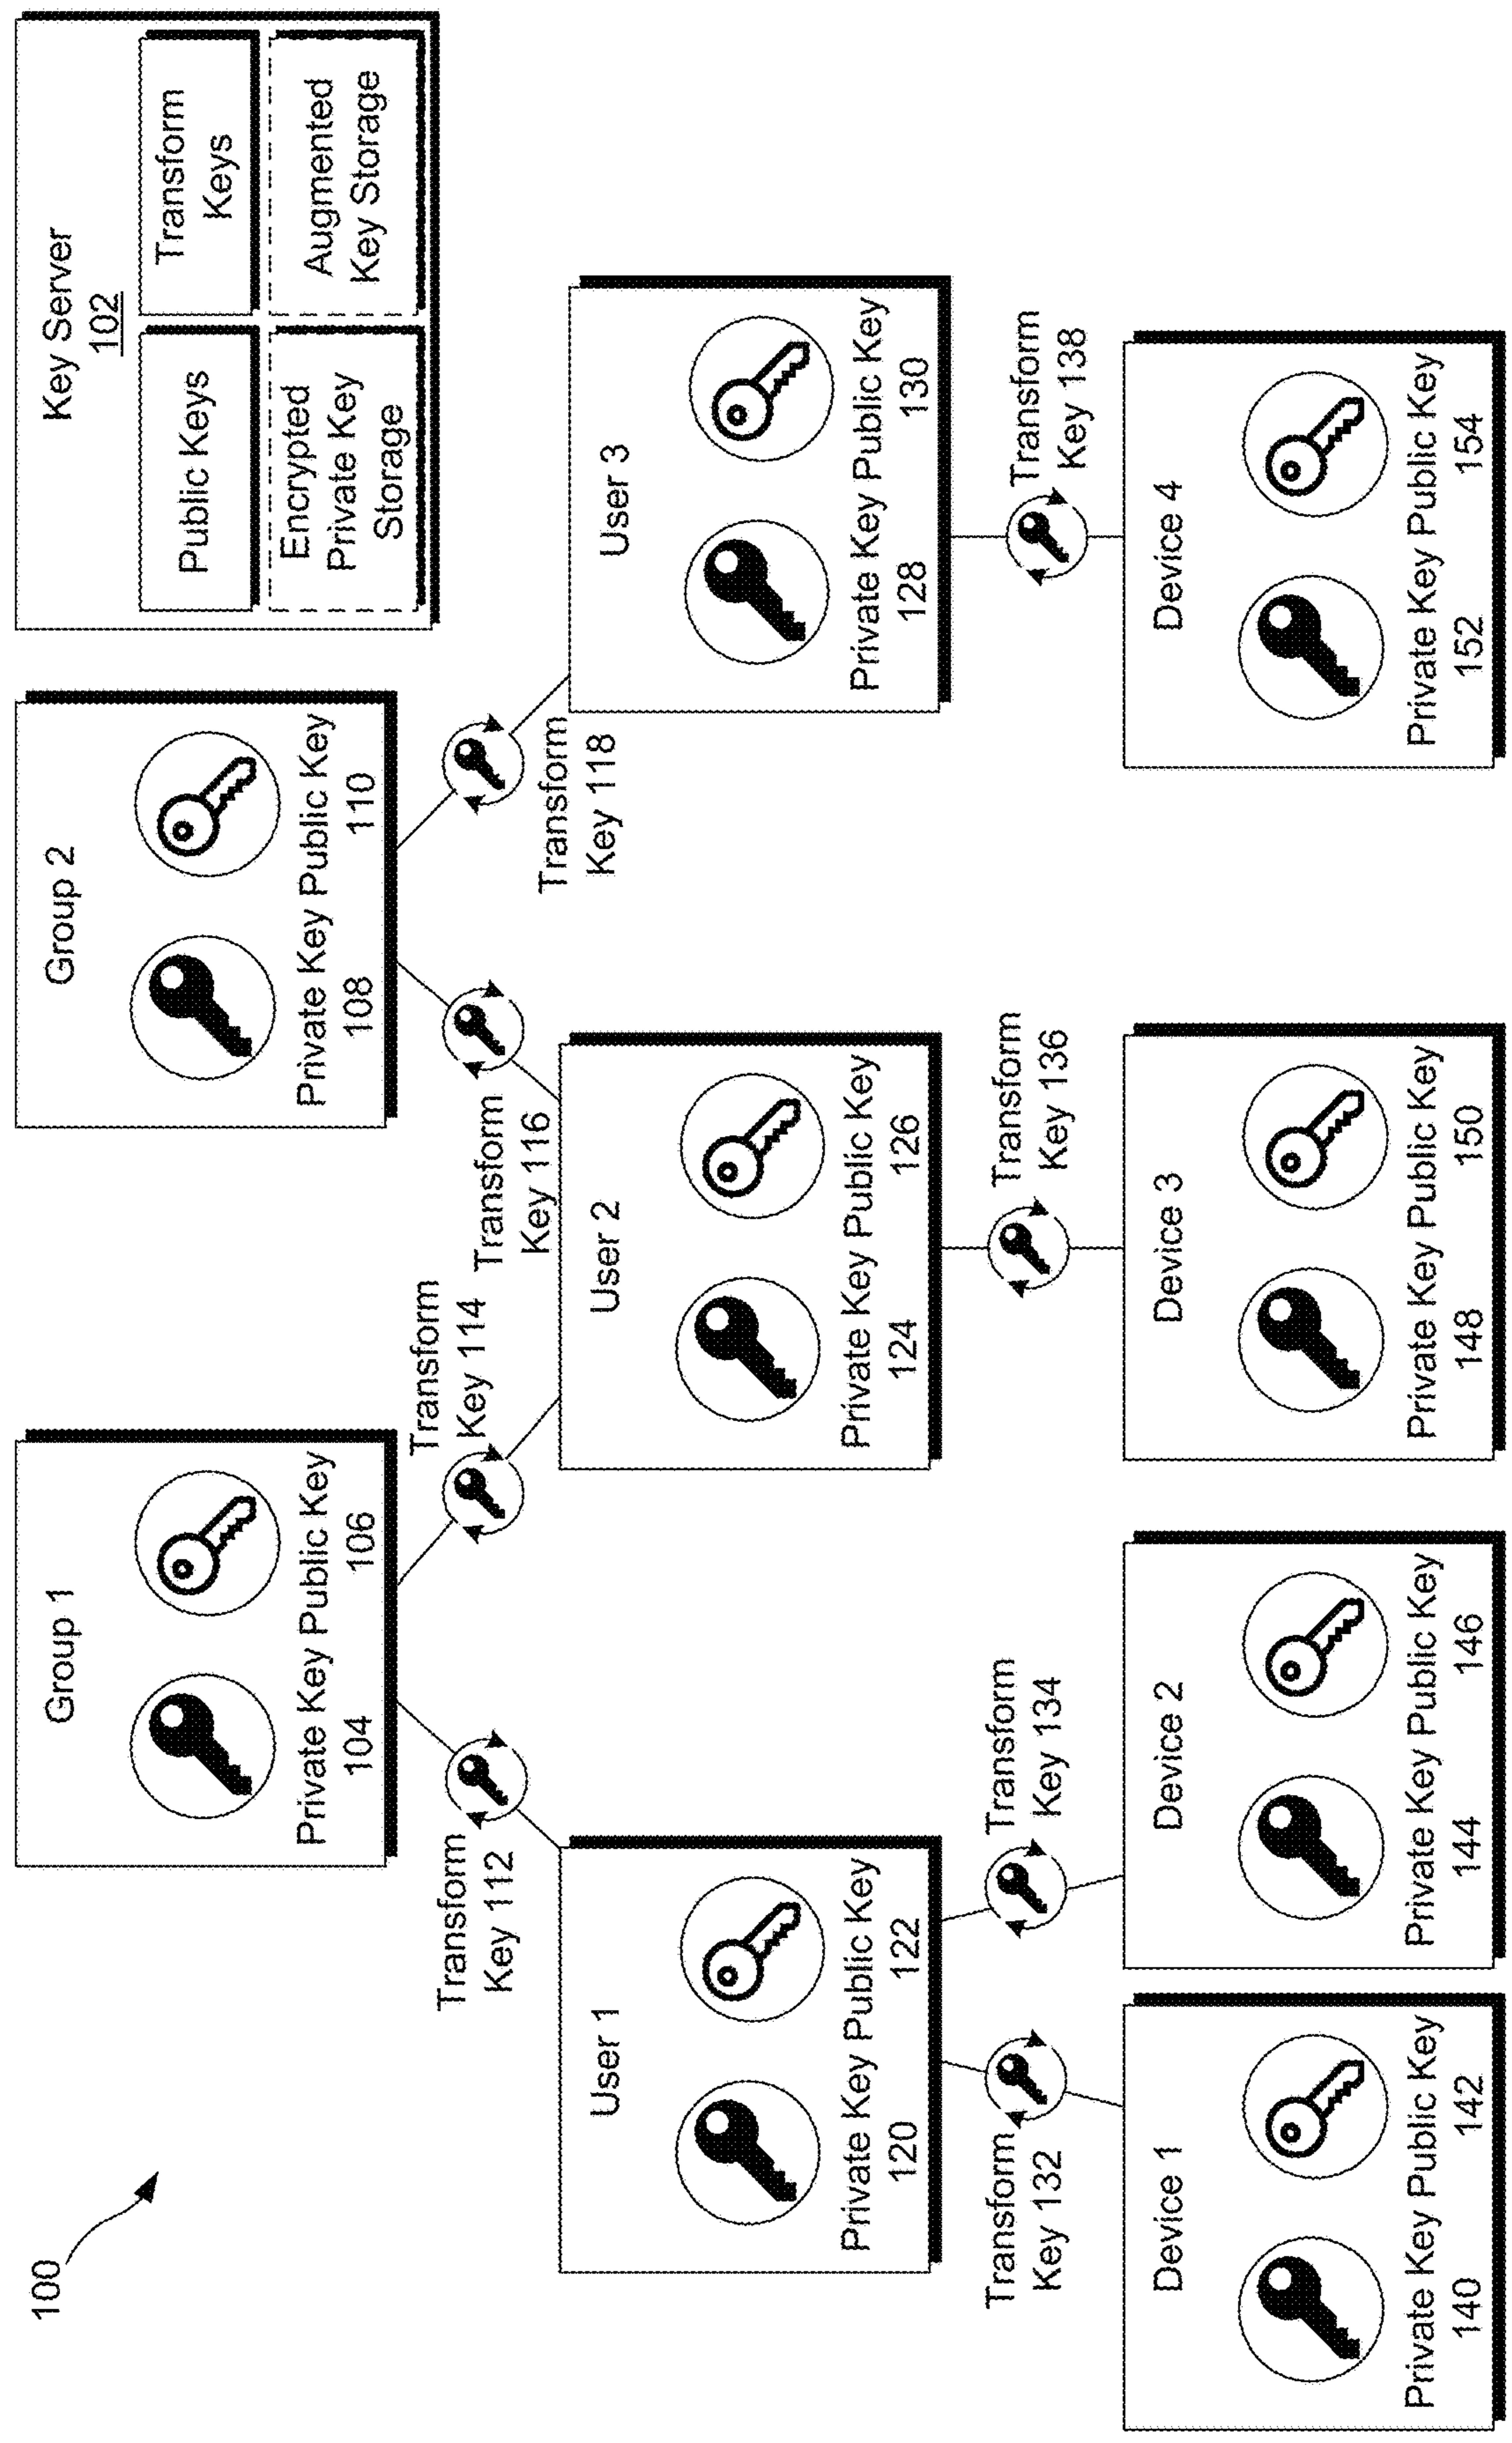 100
Group 1
Private Key Public Key
104 106
Group 2
Private Key Public Key
108 110
Key Server
102
Public Keys
Transform
Keys
Encrypted
Private Key
Storage
Augmented
Key Storage
Transform
Key 112
Transform
Key 114
Transform
Key 116
Transform
Key 118
User 1
Private Key Public Key
120 122
User 2
Private Key Public Key
124 126
User 3
Private Key Public Key
128 130
Transform
Key 132
Transform
Key 134
Transform
Key 136
Transform
Key 138
Device 1
Private Key Public Key
140 142
Device 2
Private Key Public Key
144 146
Device 3
Private Key Public Key
148 150
Device 4
Private Key Public Key
152 154